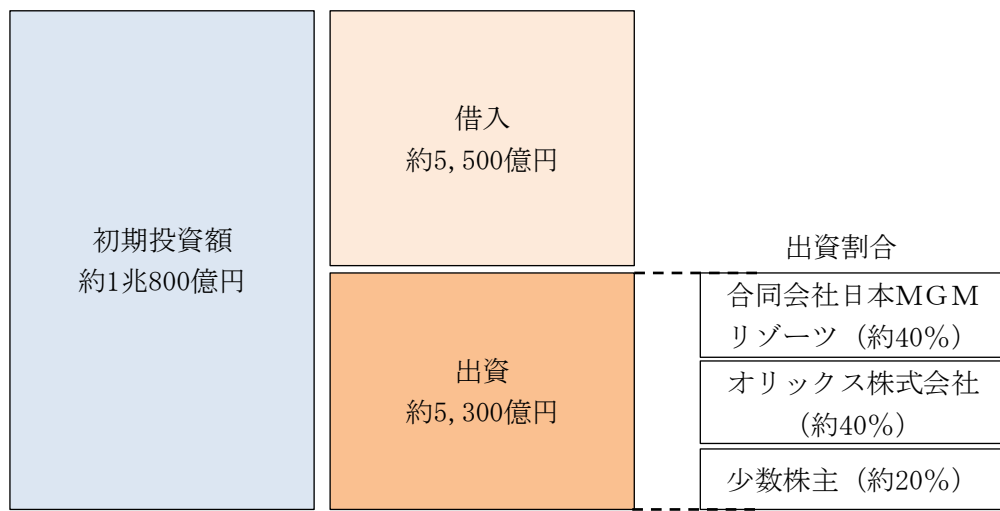 初期投資額
約1兆800億円
借入
約5,500億円
出資
約5,300億円
出資割合
合同会社日本MGM
リゾーツ（約40％）
オリックス株式会社
（約40％）
少数株主（約20％）